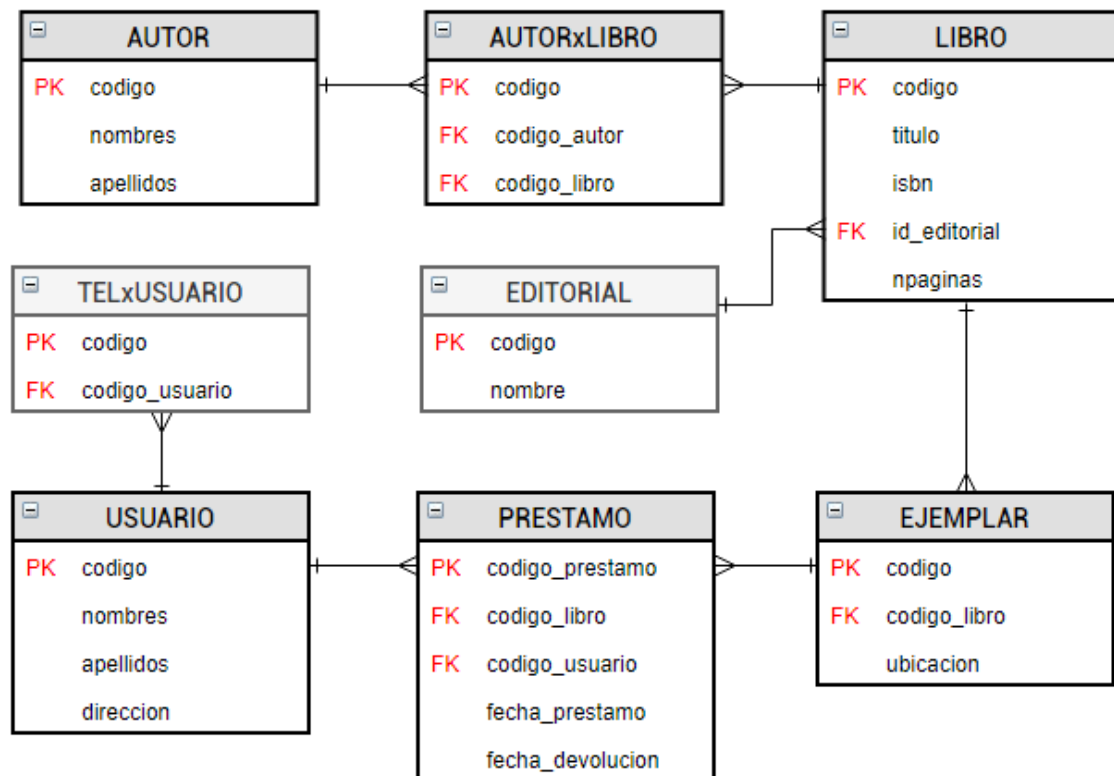 AUTOR
PK codigo
nombres
apellidos
AUTORxLIBRO
PK codigo
FK codigo_autor
FK codigo_libro
LIBRO
PK codigo
titulo
isbn
FK id_editorial
npaginas
TELxUSUARIO
PK codigo
FK codigo_usuario
EDITORIAL
PK codigo
nombre
USUARIO
PK codigo
nombres
apellidos
direccion
PRESTAMO
PK codigo_prestamo
FK codigo_libro
FK codigo_usuario
fecha_prestamo
fecha_devolucion
EJEMPLAR
PK codigo
FK codigo_libro
ubicacion